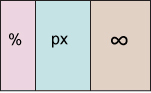 % px ∞